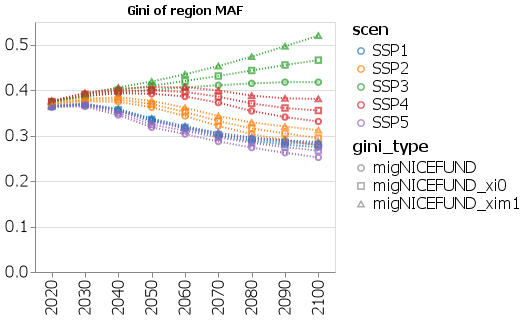 Gini of region MAF
0.5
0.4
0.3
0.2
0.1
0.0
2020
2030
2040
2050
2060
2070
2080
2090
2100
scen
SSP1
SSP2
SSP3
SSP4
SSP5
gini_type
migNICEFUND
migNICEFUND_xi0
migNICEFUND_xim1